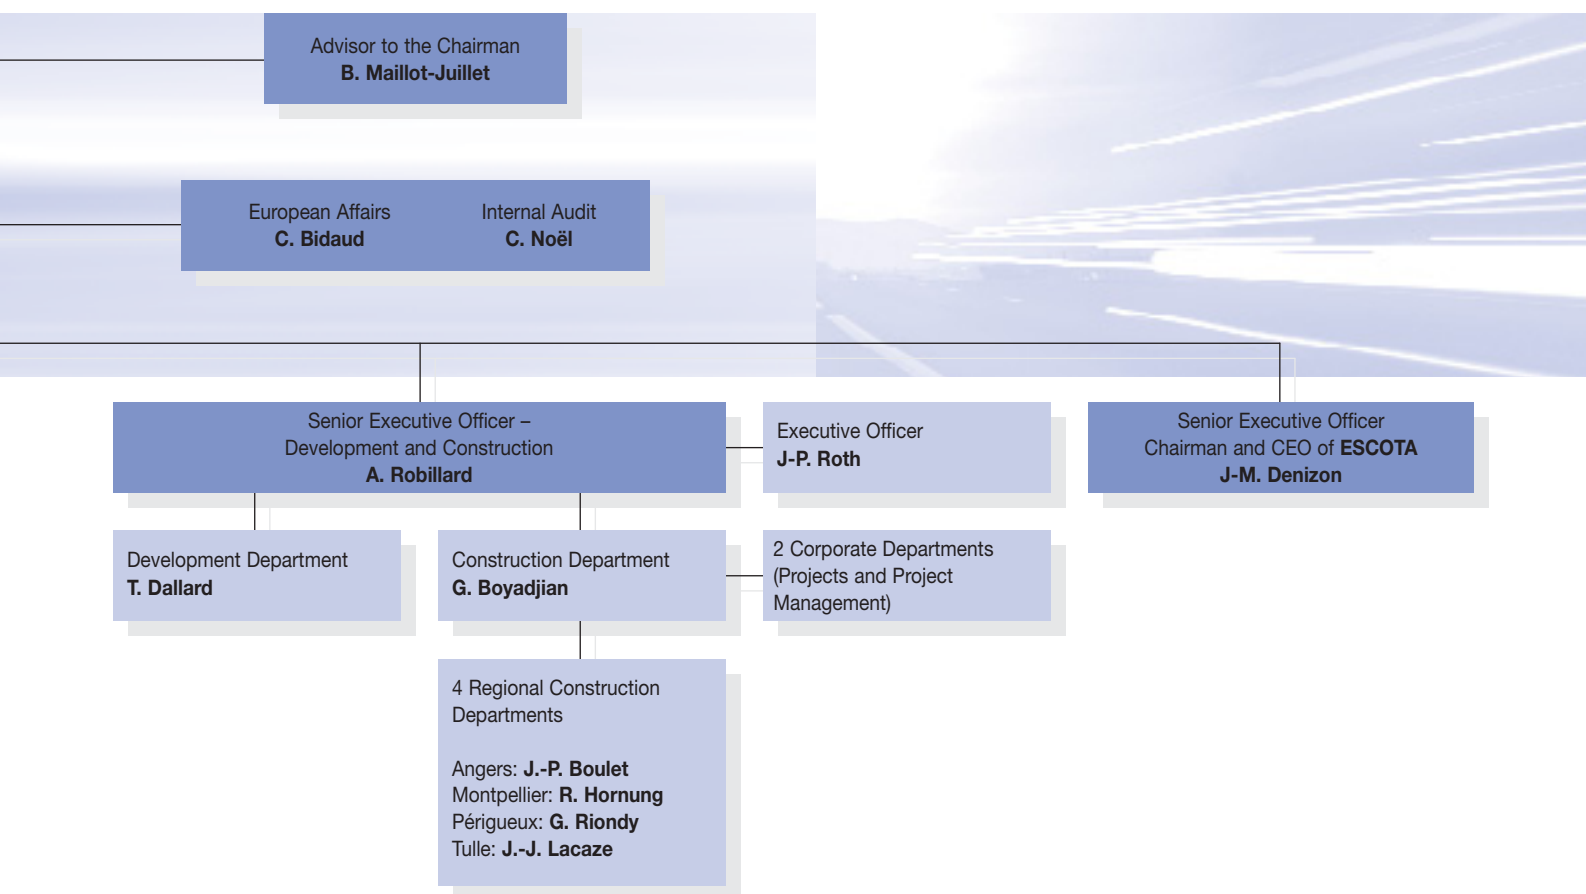 Advisor to the Chairman
B. Maillot-Juillet
European Affairs
C. Bidaud
Internal Audit
C. Noël
Senior Executive Officer –
Development and Construction
A. Robillard
Executive Officer
J-P. Roth
Senior Executive Officer
Chairman and CEO of ESCOTA
J-M. Denizon
Development Department
T. Dallard
Construction Department
G. Boyadjian
2 Corporate Departments
(Projects and Project
Management)
4 Regional Construction
Departments
Angers: J.-P. Boulet
Montpellier: R. Hornung
Périgueux: G. Riondy
Tulle: J.-J. Lacaze